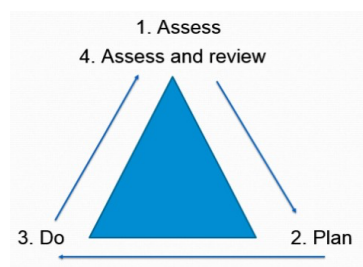 1. Assess
4. Assess and review
3. Do
2. Plan